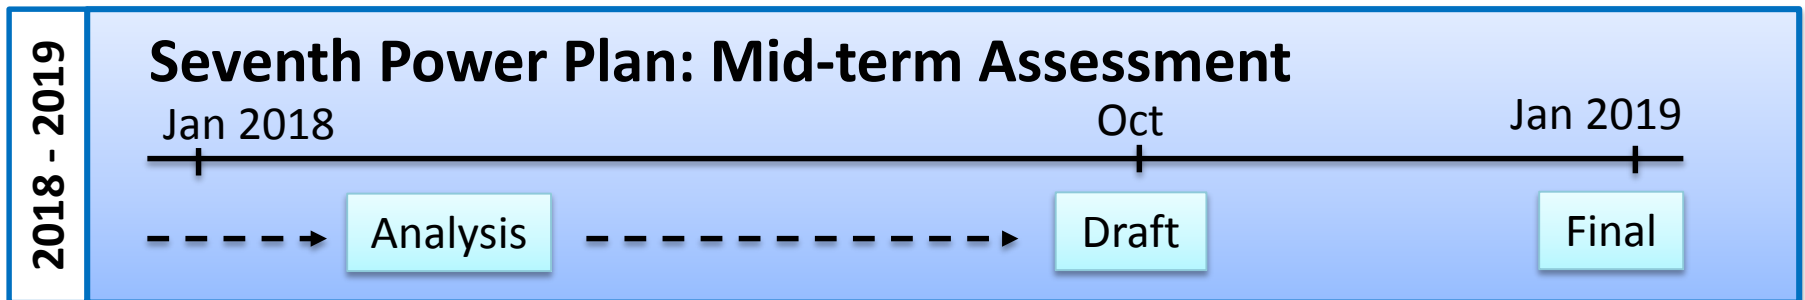 2018 - 2019
Seventh Power Plan: Mid-term Assessment
Jan 2018
Oct
Jan 2019
Analysis
Draft
Final